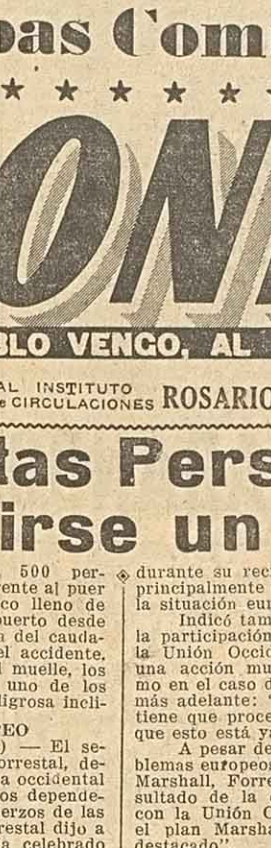 bas Com
ON
BLO VENGO, AL
AL INSTITUTO
e CIRCULACIONES ROSARIO
tas Pers
irse un
, 500 per-
rente al puer
co lleno de
puerto desde
a del cauda-
el accidente.
l muelle, los
uno de los
ligrosa incli-
EO
) — El se-
orrestal, de-
a occidental
os depende-
erzos de las
restal dijo a
a celebrado
durante su rec
principalmente
la situación eur
Indicó tam
la participación
la Unión Occid
una acción mu
mo en el caso d
más adelante:
tiene que proce
que esto está ya
A pesar de
blemas europeos
Marshall, Forre
sultado de la
con la Unión O
el plan Marsha
destacado"